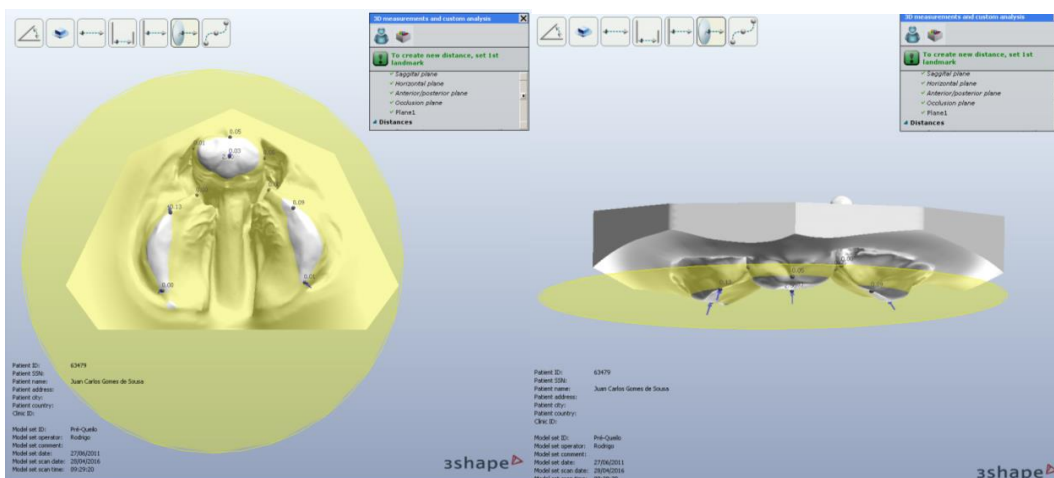 3D measurements and custom analysis
To create new distance, set 1st
landmark
Saggital plane
Horizontal plane
Anterior/posterior plane
Occlusion plane
Plane1
Distances
0.05
0.03
0.13
0.09
Patient ID: 63479
Patient SSN:
Patient name: Juan Carlos Gomes de Sousa
Patient address:
Patient city:
Patient country:
Clinic ID:
Model set ID: Pré-Queilo
Model set operator: Rodrigo
Model set comment:
Model set date: 27/06/2011
Model set scan date: 28/04/2016
Model set scan time: 09:29:20
3shape
3D measurements and custom analysis
To create new distance, set 1st
landmark
Saggital plane
Horizontal plane
Anterior/posterior plane
Occlusion plane
Plane1
Distances
0.05
Patient ID: 63479
Patient SSN:
Patient name: Juan Carlos Gomes de Sousa
Patient address:
Patient city:
Patient country:
Clinic ID:
Model set ID: Pré-Queilo
Model set operator: Rodrigo
Model set comment:
Model set date: 27/06/2011
Model set scan date: 28/04/2016
Model set scan time: 09:29:20
3shape